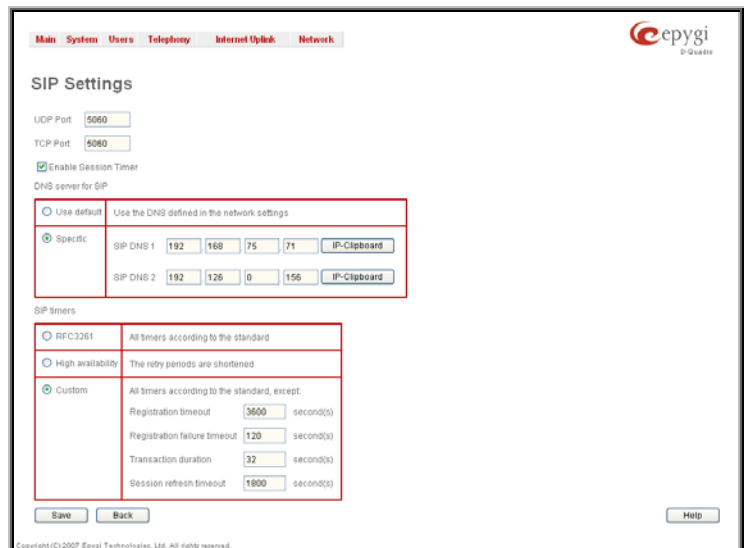 Main System Users Telephony Internet Uplink Network
epygi
D-Quadro
SIP Settings
UDP Port 5060
TCP Port 5060
Enable Session Timer
DNS server for SIP
Use default Use the DNS defined in the network settings
Specific
SIP DNS 1 192 168 75 71 IP-Clipboard
SIP DNS 2 192 126 0 156 IP-Clipboard
SIP timers
RFC3261 All timers according to the standard
High availability The retry periods are shortened
Custom All timers according to the standard, except:
Registration timeout 3600 second(s)
Registration failure timeout 120 second(s)
Transaction duration 32 second(s)
Session refresh timeout 1800 second(s)
Save Back Help
Copyright (C) 2007 Epygi Technologies, Ltd. All rights reserved.